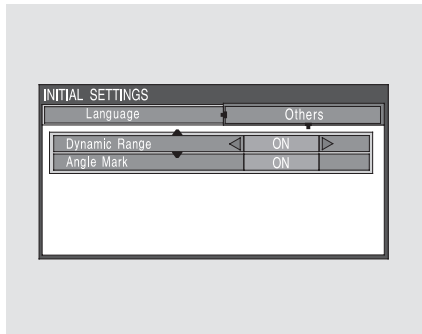 INITIAL SETTINGS
Language Others
Dynamic Range ON
Angle Mark ON